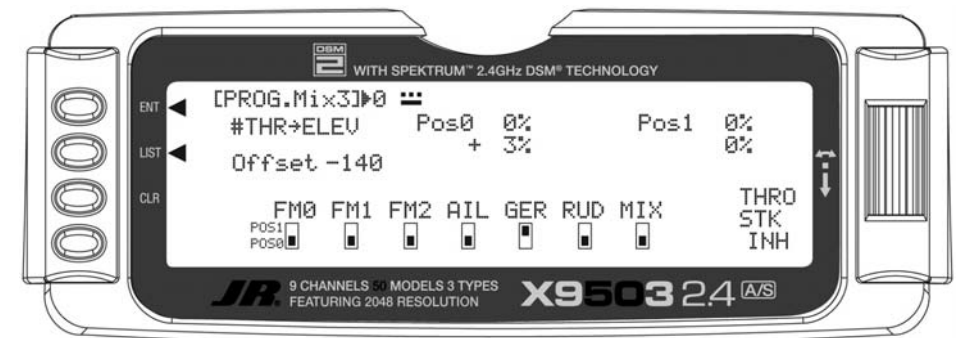 DSM
2 WITH SPEKTRUM™ 2.4GHz DSM® TECHNOLOGY
ENT
LIST
CLR
[PROG.Mix3]▶0
#THR→ELEV Pos0 0% Pos1 0%
+ 3% 0%
Offset -140
FM0 FM1 FM2 AIL GER RUD MIX
POS1
POS0
THRO
STK
INH
JR. 9 CHANNELS 50 MODELS 3 TYPES
FEATURING 2048 RESOLUTION
X9503 2.4 A/S